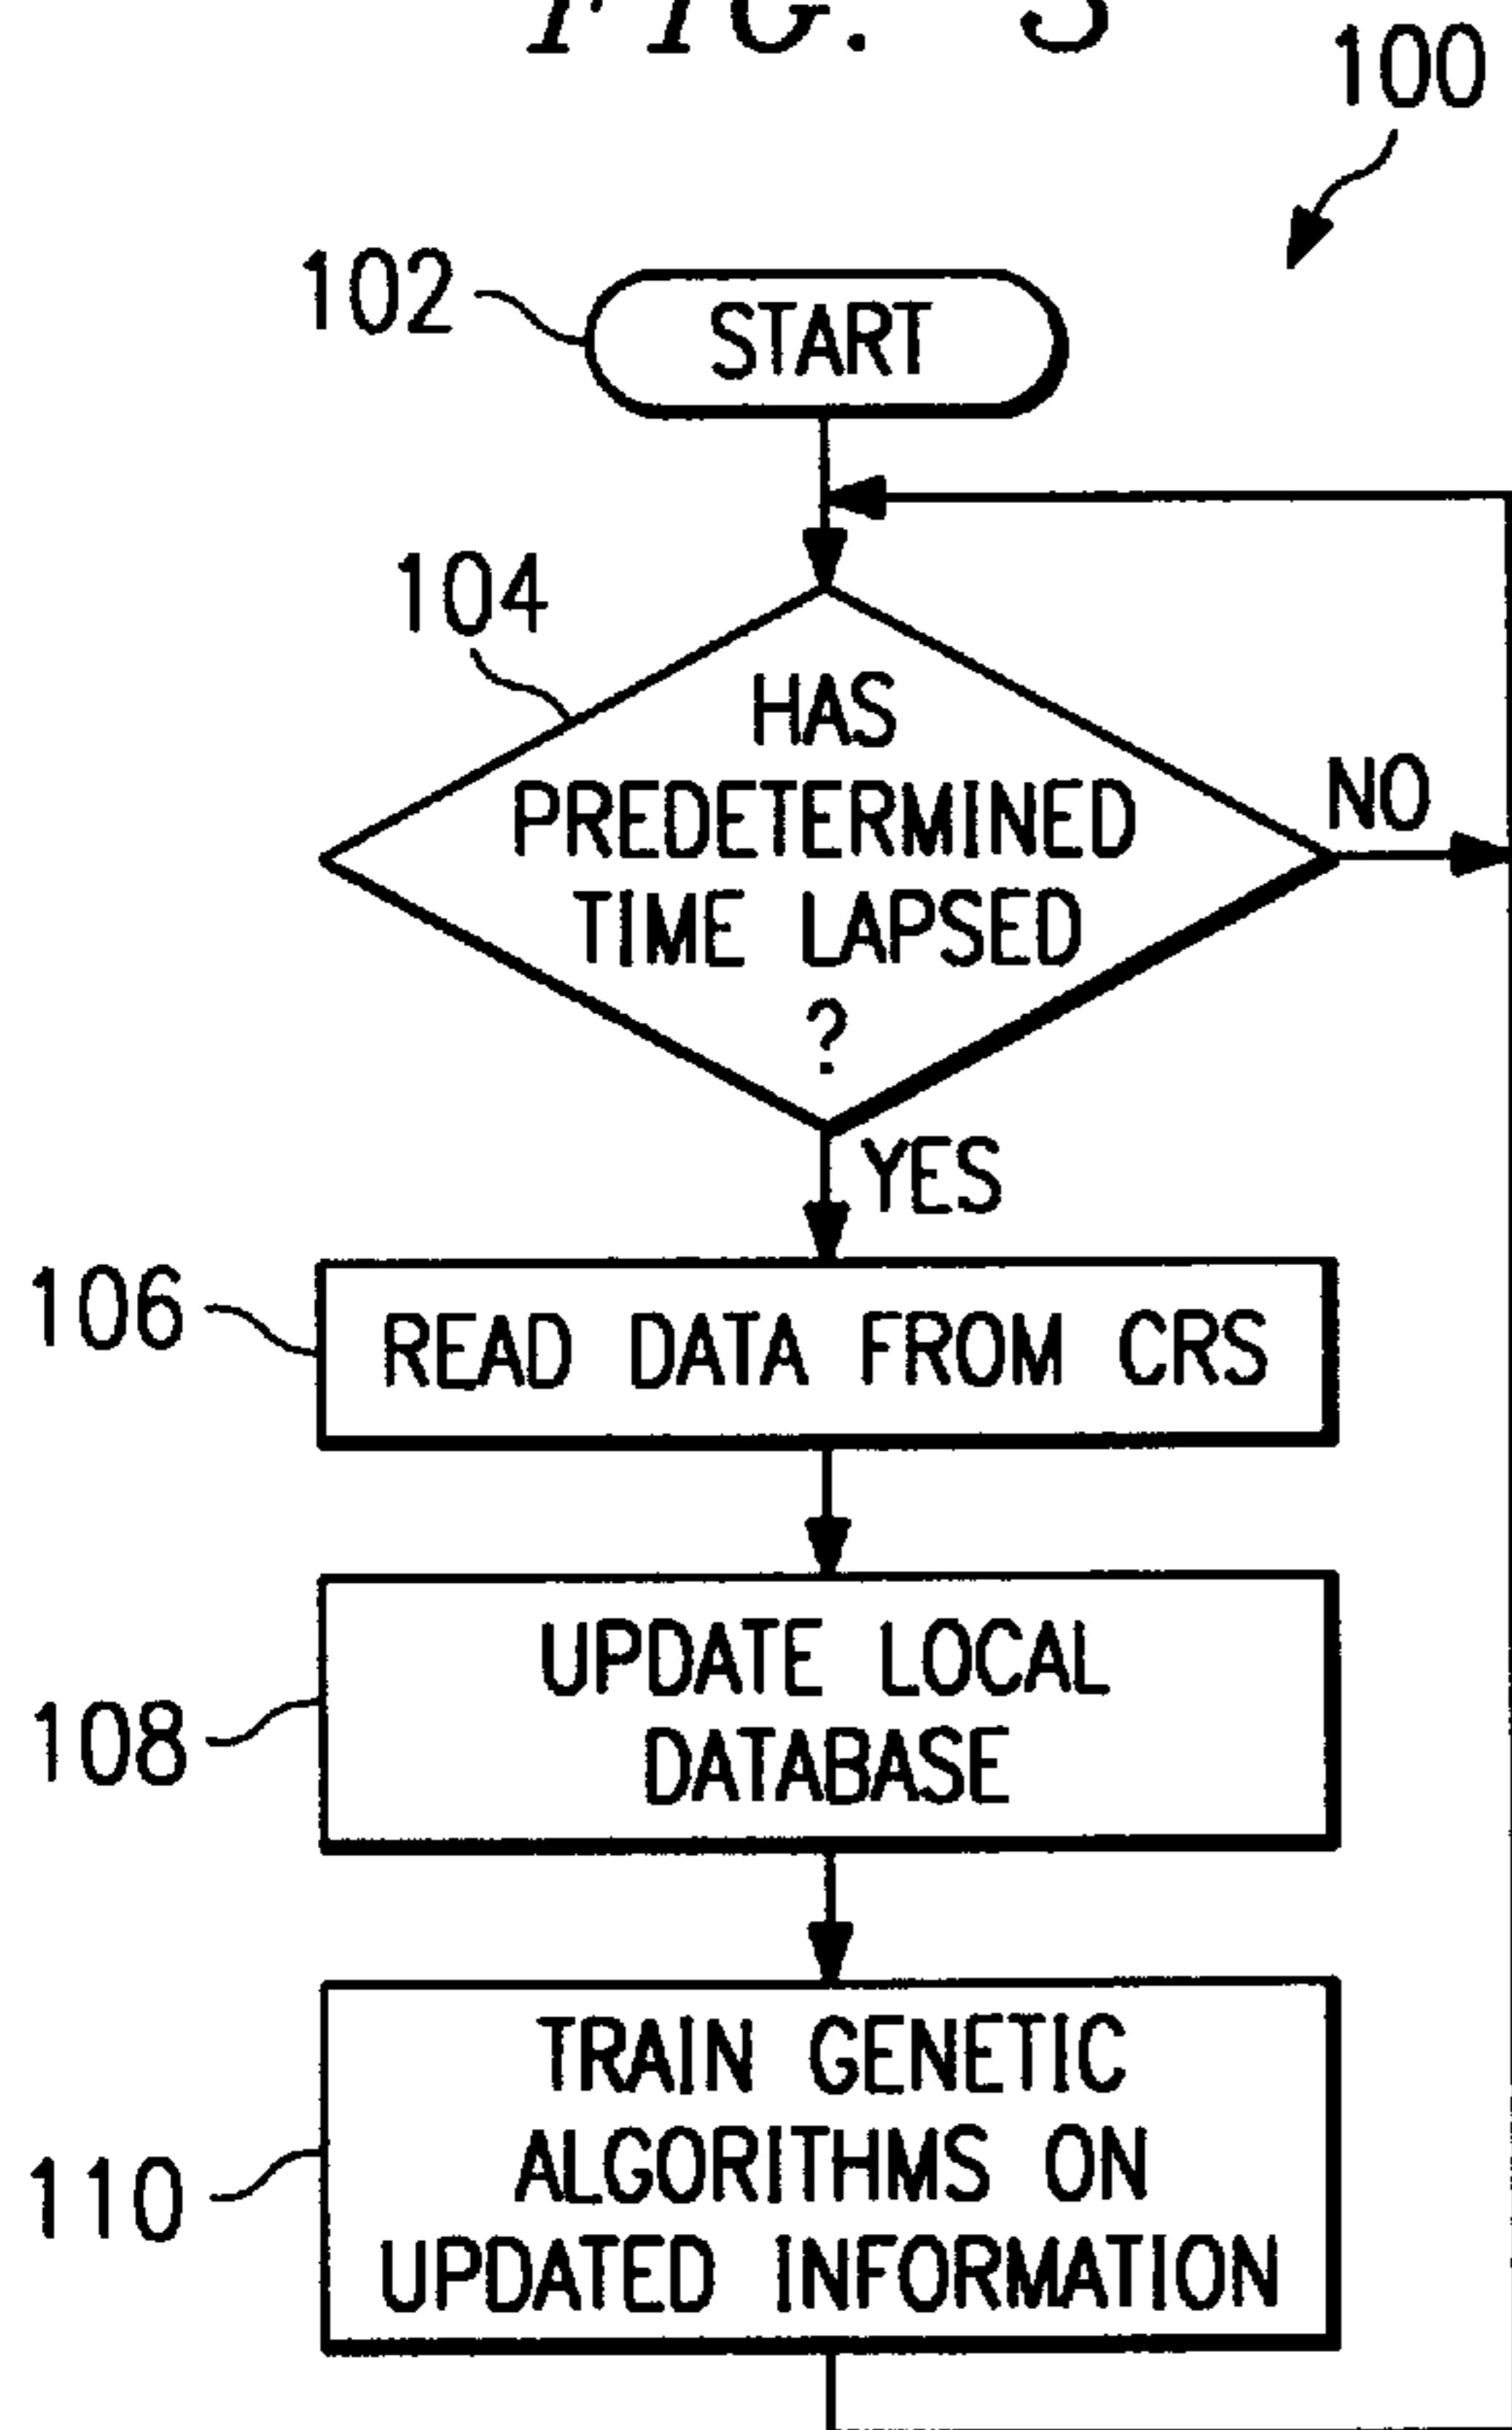 FIG. 3
100
102
START
104
HAS
PREDETERMINED
TIME LAPSED
?
NO
YES
106
READ DATA FROM CRS
108
UPDATE LOCAL
DATABASE
110
TRAIN GENETIC
ALGORITHMS ON
UPDATED INFORMATION